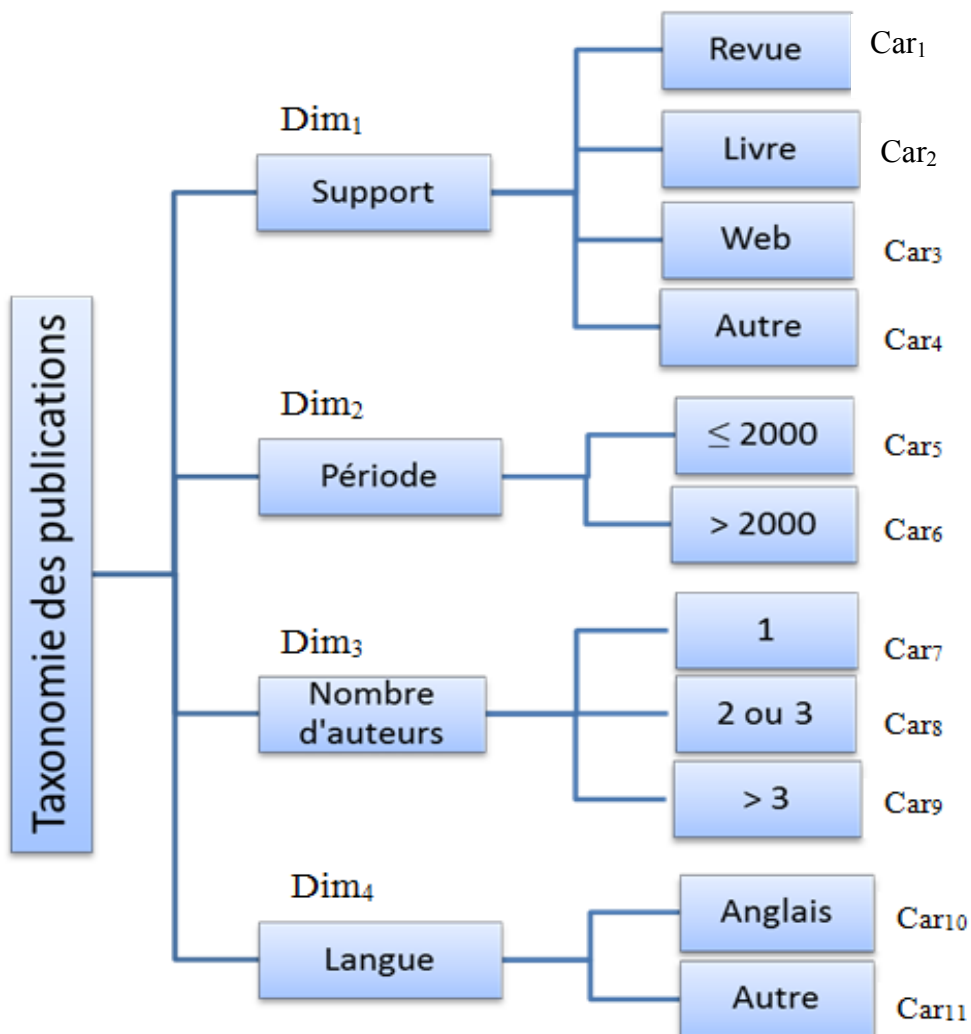 Taxonomie des publications
Dim₁
Support
Revue Car₁
Livre Car₂
Web Car₃
Autre Car₄
Dim₂
Période
≤ 2000 Car₅
> 2000 Car₆
Dim₃
Nombre
d'auteurs
1 Car₇
2 ou 3 Car₈
> 3 Car₉
Dim₄
Langue
Anglais Car₁₀
Autre Car₁₁